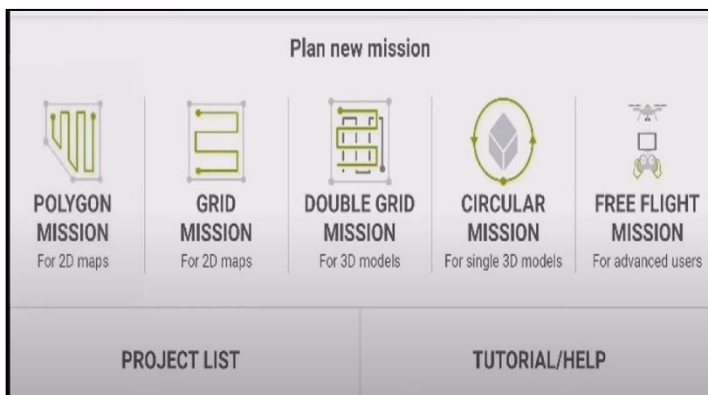 Plan new mission
POLYGON
MISSION
For 2D maps
GRID
MISSION
For 2D maps
DOUBLE GRID
MISSION
For 3D models
CIRCULAR
MISSION
For single 3D models
FREE FLIGHT
MISSION
For advanced users
PROJECT LIST
TUTORIAL/HELP